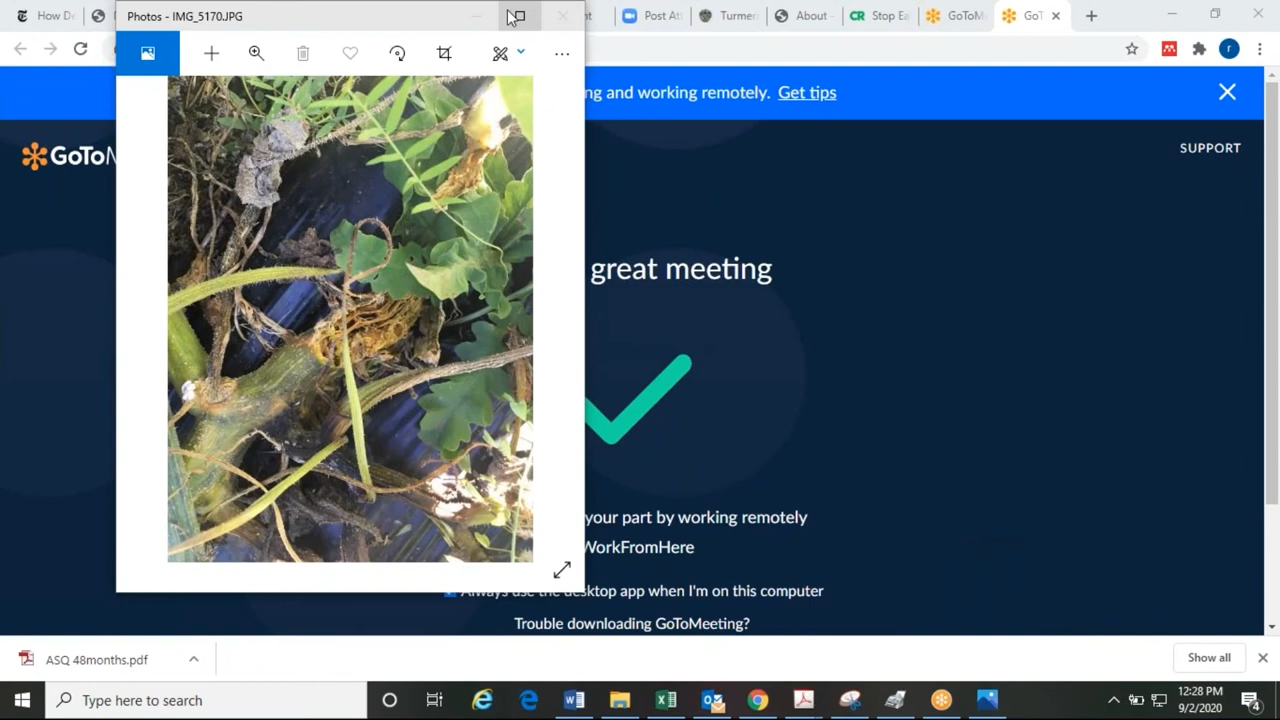 How D
Post At
Turmer
About -
Stop Ea
GoToM
GoT
Photos - IMG_5170.JPG
ng and working remotely. Get tips
GoToM
SUPPORT
great meeting
your part by working remotely
WorkFromHere
Always use the desktop app when I'm on this computer
Trouble downloading GoToMeeting?
ASQ 48months.pdf
Show all
Type here to search
12:28 PM
9/2/2020
4